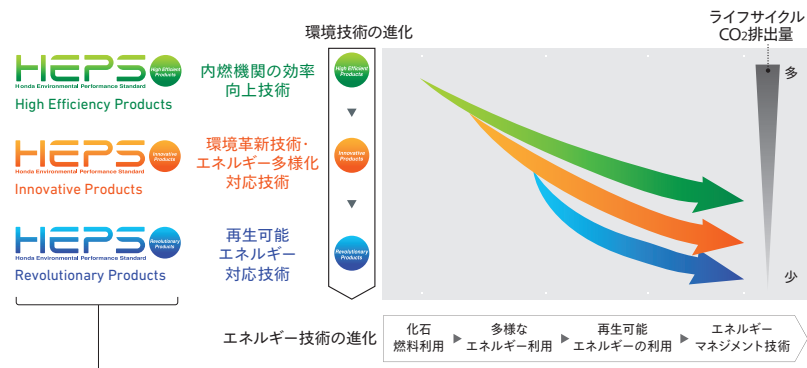 ライフサイクル
CO2排出量
環境技術の進化
HEPS High Efficient Products
Honda Environmental Performance Standard
High Efficiency Products
内燃機関の効率
向上技術
High Efficient
Products
多
HEPS Innovative Products
Honda Environmental Performance Standard
Innovative Products
環境革新技術・
エネルギー多様化
対応技術
Innovative
Products
HEPS Revolutionary Products
Honda Environmental Performance Standard
Revolutionary Products
再生可能
エネルギー
対応技術
Revolutionary
Products
少
エネルギー技術の進化
化石
燃料利用
多様な
エネルギー利用
再生可能
エネルギーの利用
エネルギー
マネジメント技術